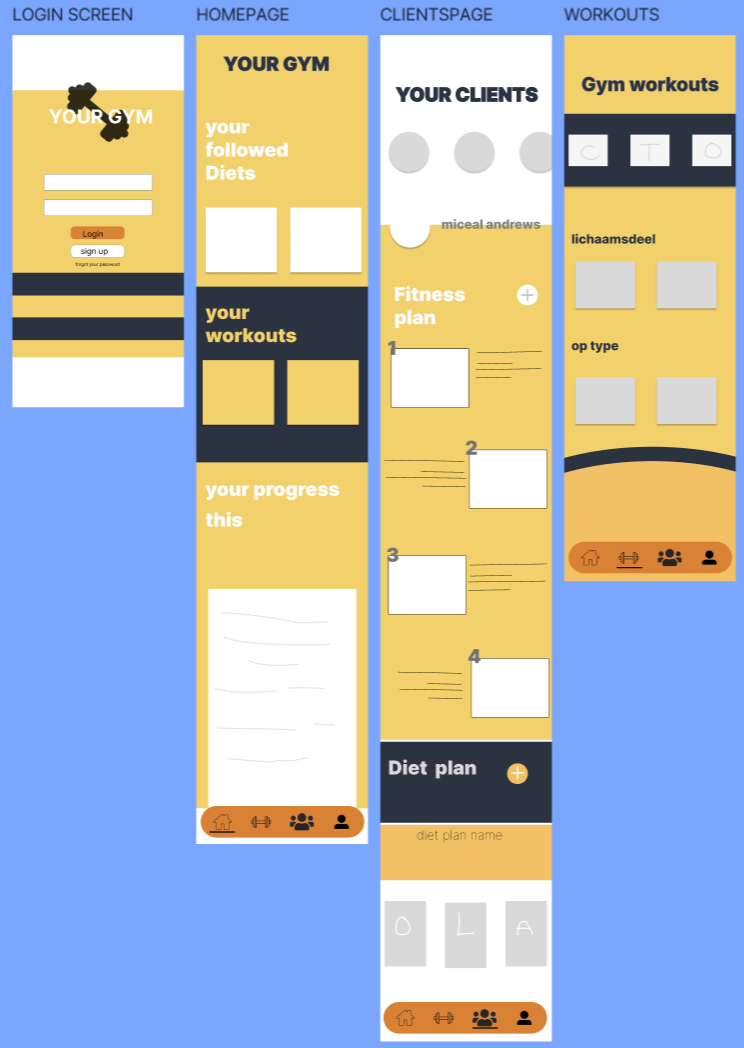 LOGIN SCREEN
YOUR GYM
Login
sign up
forgot your password
HOMEPAGE
YOUR GYM
your
followed
Diets
your
workouts
your progress
this
CLIENTSPAGE
YOUR CLIENTS
miceal andrews
Fitness
plan
1
2
3
4
Diet plan
diet plan name
O L A
WORKOUTS
Gym workouts
C T O
lichaamsdeel
op type